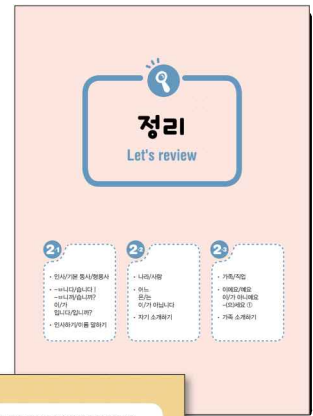 정리
Let's review
2-1
• 인사/기본 동사/형용사
• -ㅂ니다/습니다 |
-ㅂ니까/습니까?
이/가
입니다/입니까?
• 인사하기/이름 말하기
2-2
• 나라/사람
• 어느
은/는
이/가 아닙니다
• 자기 소개하기
2-3
• 가족/직업
• 이에요/예요
이/가 아니에요
-(으)세요 ①
• 가족 소개하기